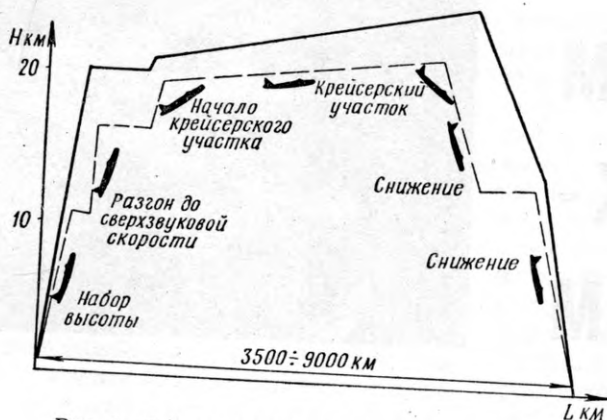 Н км
20
10
Набор
высоты
Разгон до
сверхзвуковой
скорости
Начало
крейсерского
участка
Крейсерский
участок
Снижение
Снижение
3500÷9000 км
L км